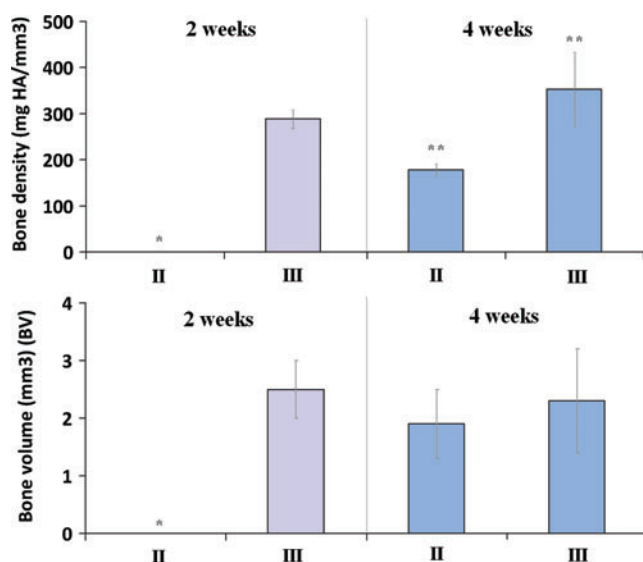 Bone density (mg HA/mm3)
500
400
300
200
100
0
2 weeks
4 weeks
*
**
**
II
III
II
III
Bone volume (mm3) (BV)
4
3
2
1
0
2 weeks
4 weeks
*
II
III
II
III